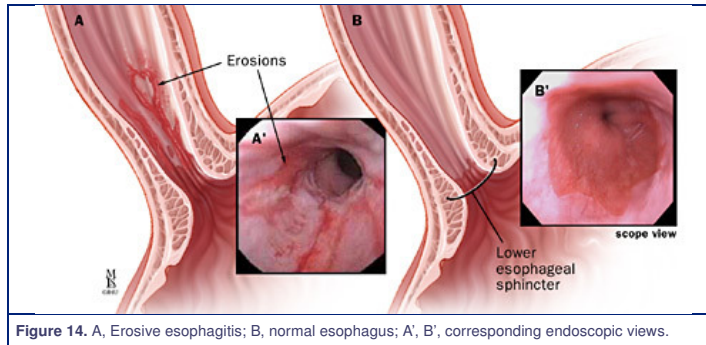 A
B
Erosions
A'
B'
scope view
Lower
esophageal
sphincter
Figure 14. A, Erosive esophagitis; B, normal esophagus; A’, B’, corresponding endoscopic views.